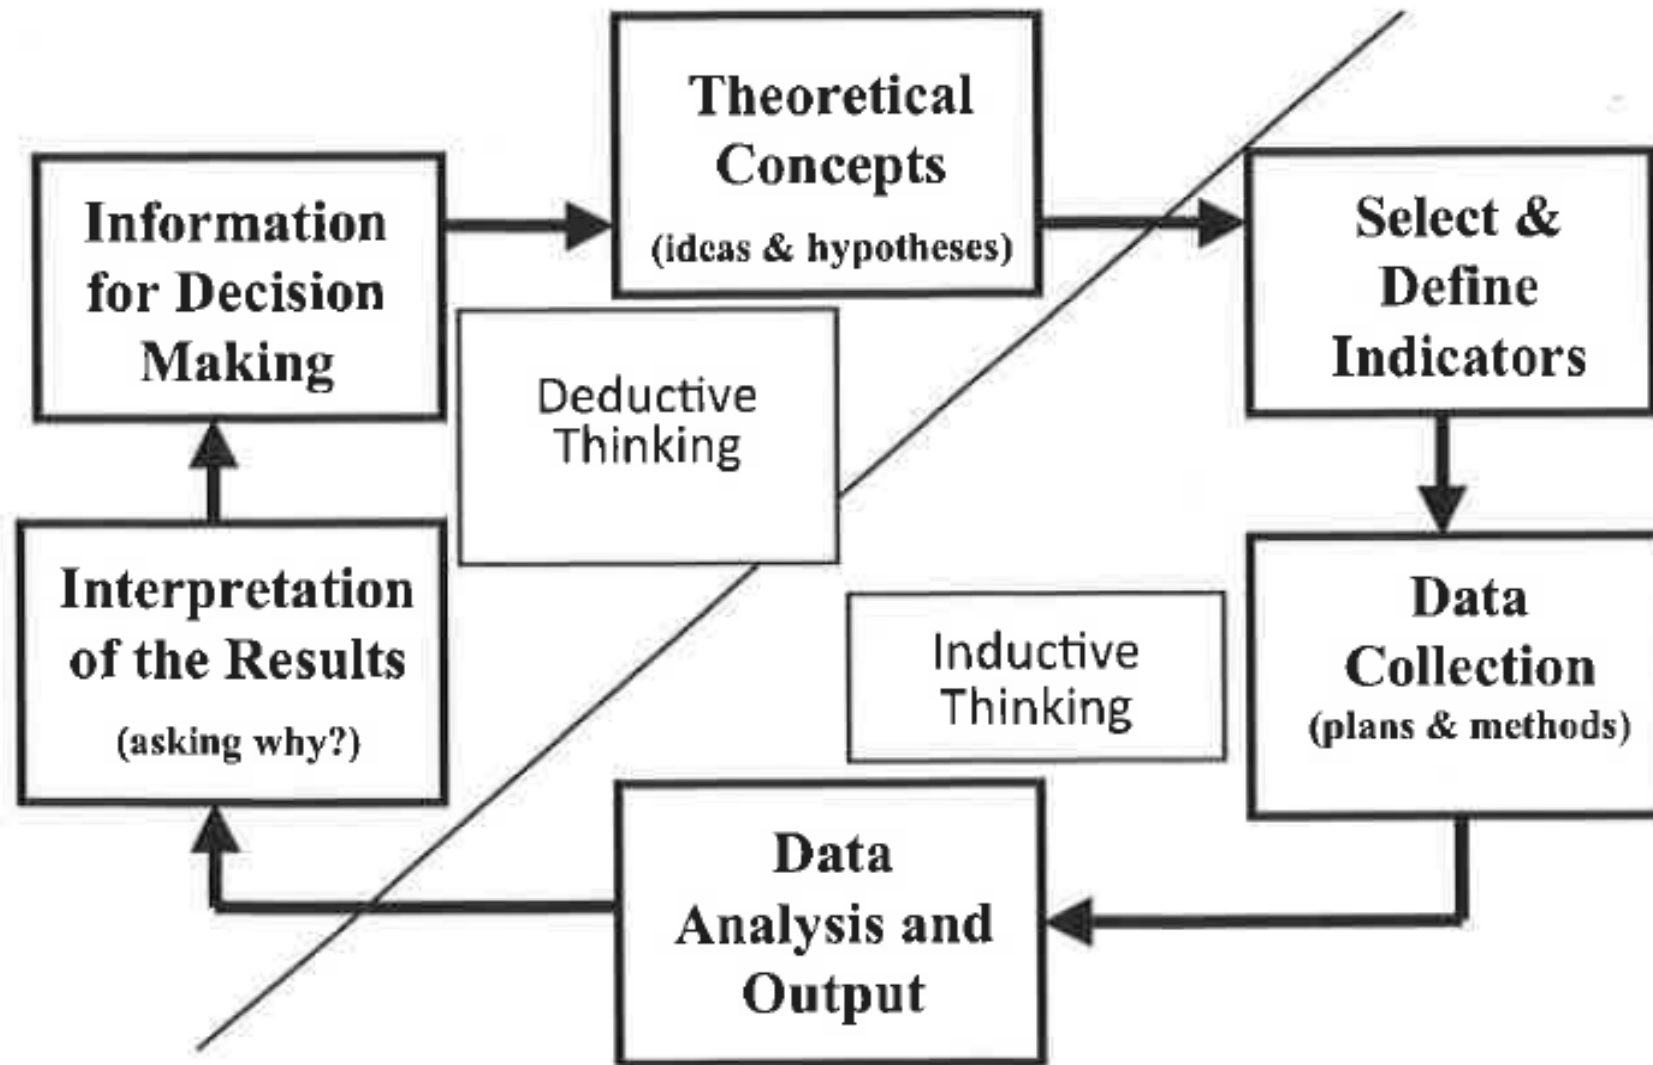 Theoretical
Concepts
(ideas & hypotheses)
Information
for Decision
Making
Select &
Define
Indicators
Deductive
Thinking
Interpretation
of the Results
(asking why?)
Inductive
Thinking
Data
Collection
(plans & methods)
Data
Analysis and
Output